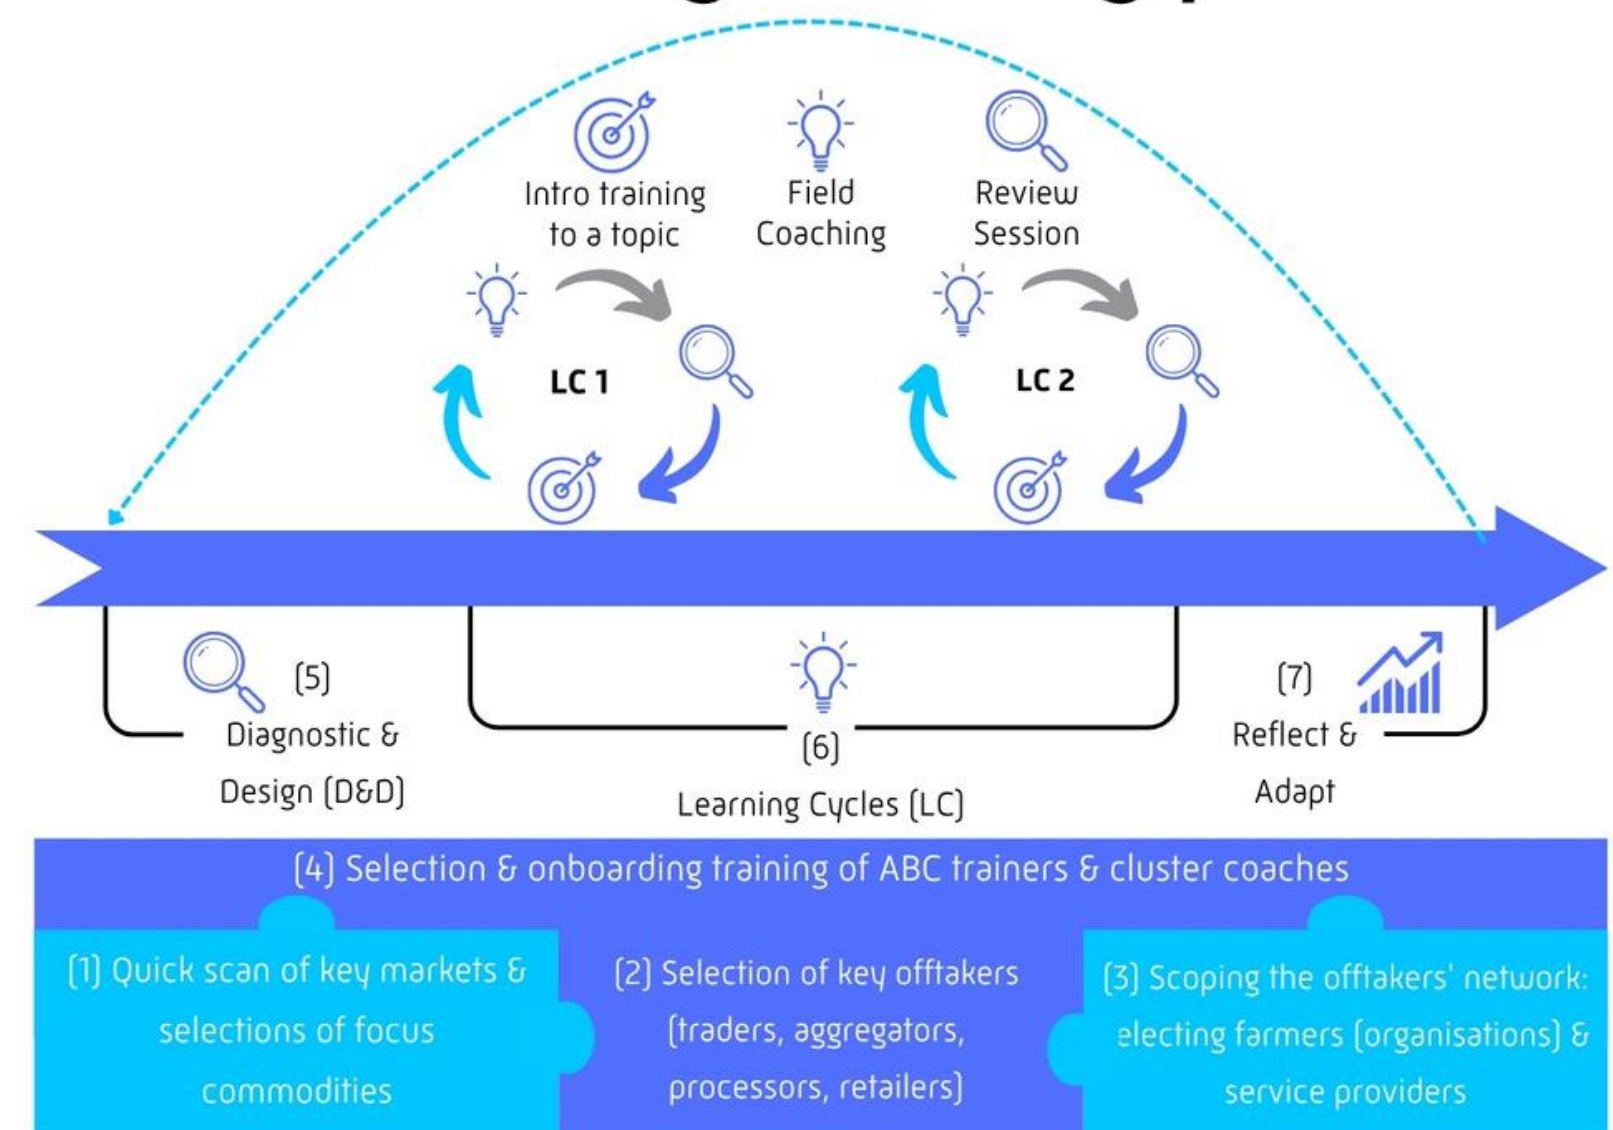 Intro training
to a topic
Field
Coaching
Review
Session
LC 1
LC 2
(5)
Diagnostic &
Design (D&D)
(6)
Learning Cycles (LC)
(7)
Reflect &
Adapt
(4) Selection & onboarding training of ABC trainers & cluster coaches
(1) Quick scan of key markets &
selections of focus
commodities
(2) Selection of key offtakers
(traders, aggregators,
processors, retailers)
(3) Scoping the offtakers' network:
electing farmers (organisations) &
service providers